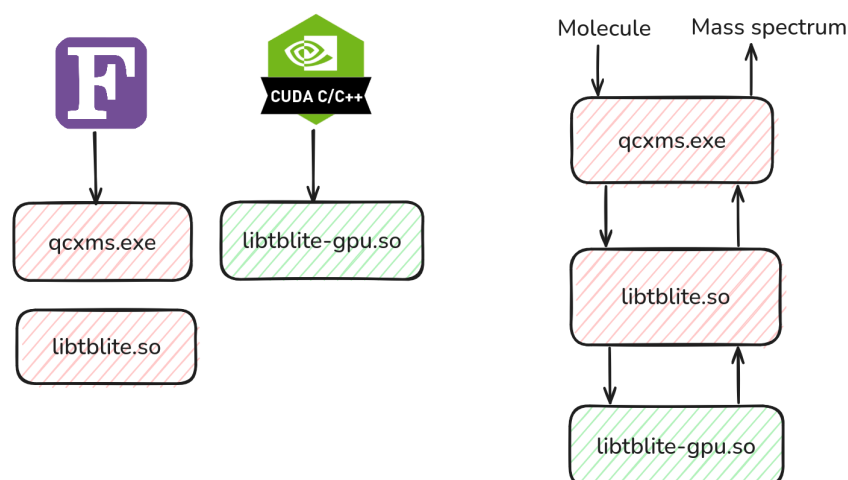 F
CUDA C/C++
qcxms.exe
libtblite-gpu.so
libtblite.so
Molecule
Mass spectrum
qcxms.exe
libtblite.so
libtblite-gpu.so